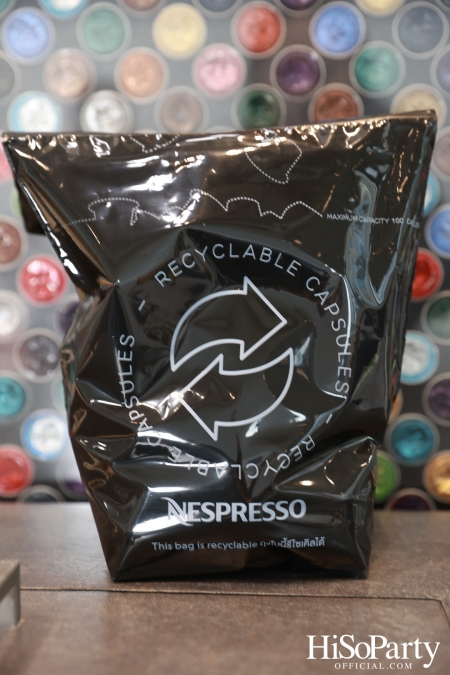 MAXIMUM CAPACITY 100
RECYCLABLE CAPSULES –
RECYCLABLE CAPSULES –
NESPRESSO
This bag is recyclable ถุงนี้รีไซเคิลได้
HiSoParty
OFFICIAL.COM